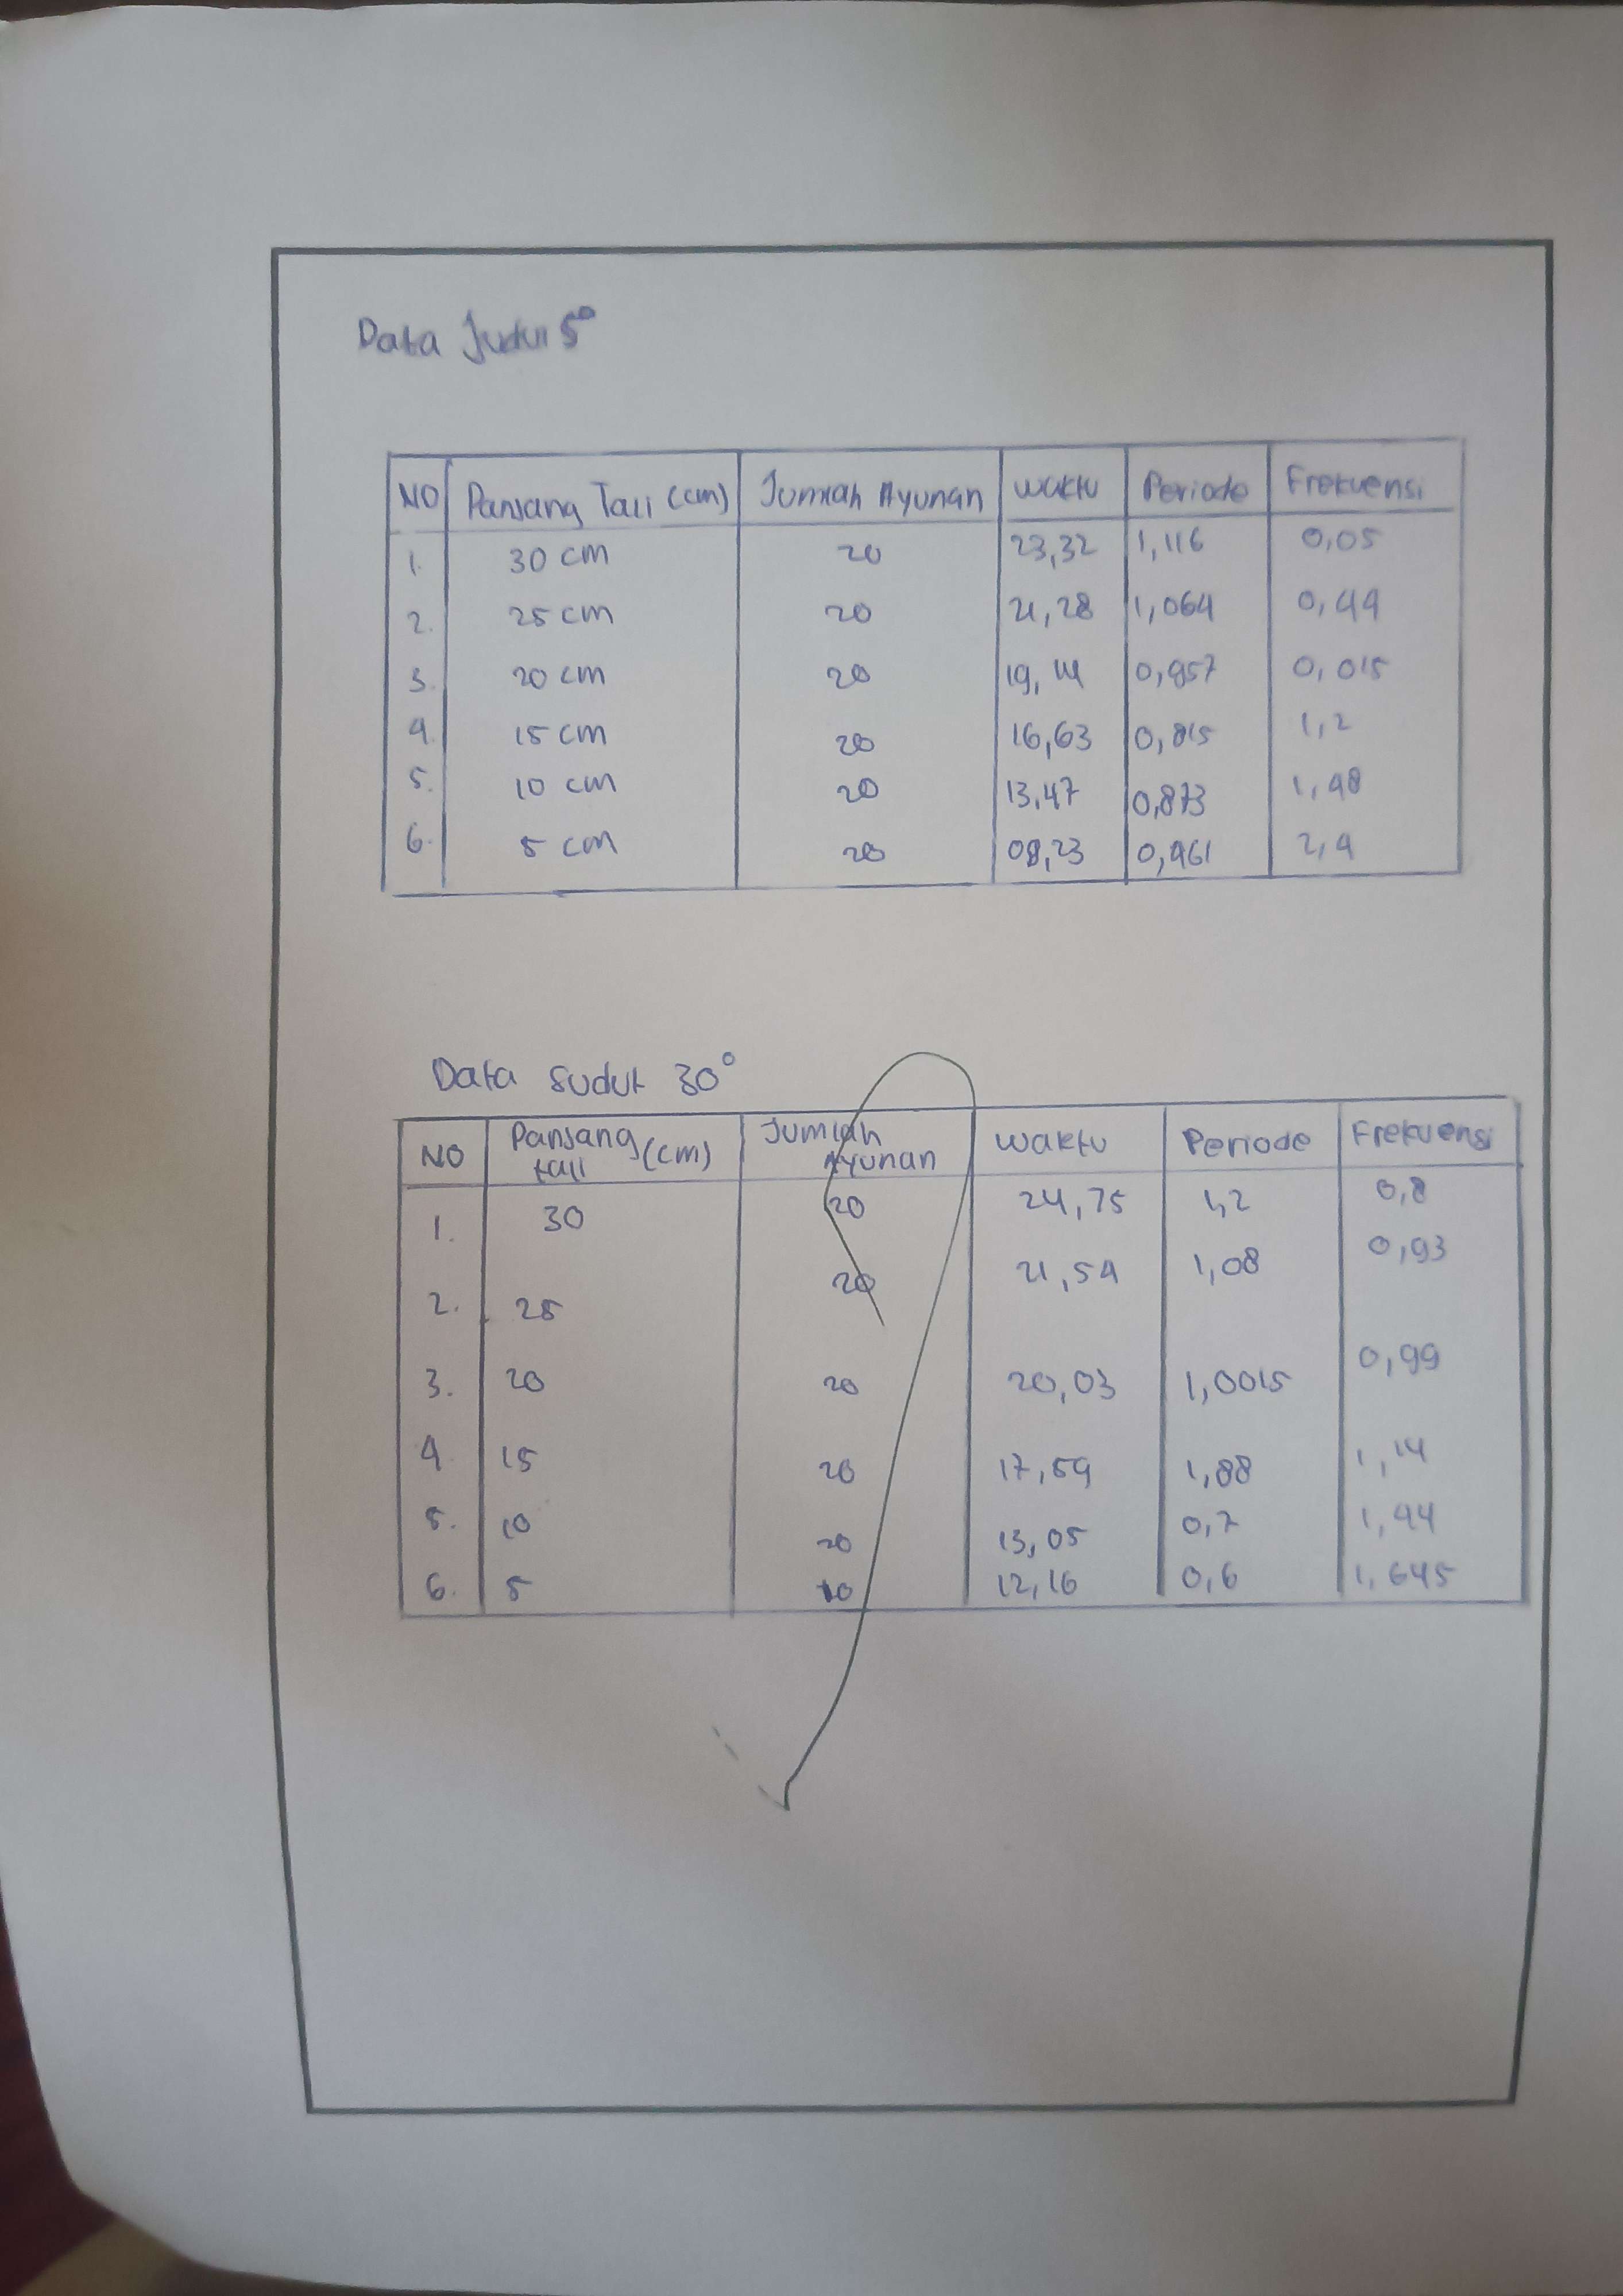 Data Judul 5°
NO Panjang Tali (cm) Jumlah Ayunan Waktu Periode Frekuensi
1. 30 cm 20 23,32 1,116 0,05
2. 25 cm 20 21,28 1,064 0,44
3. 20 cm 20 19,14 0,957 0,015
4. 15 cm 20 16,63 0,815 1,2
5. 10 cm 20 13,47 0,873 1,48
6. 5 cm 20 08,23 0,461 2,4
Data Sudut 30°
NO Panjang tali (cm) Jumlah Ayunan Waktu Periode Frekuensi
1. 30 20 24,75 1,2 0,8
2. 25 20 21,54 1,08 0,93
3. 20 20 20,03 1,0015 0,99
4. 15 20 17,59 1,88 1,14
5. 10 20 13,05 0,7 1,44
6. 5 20 12,16 0,6 1,645